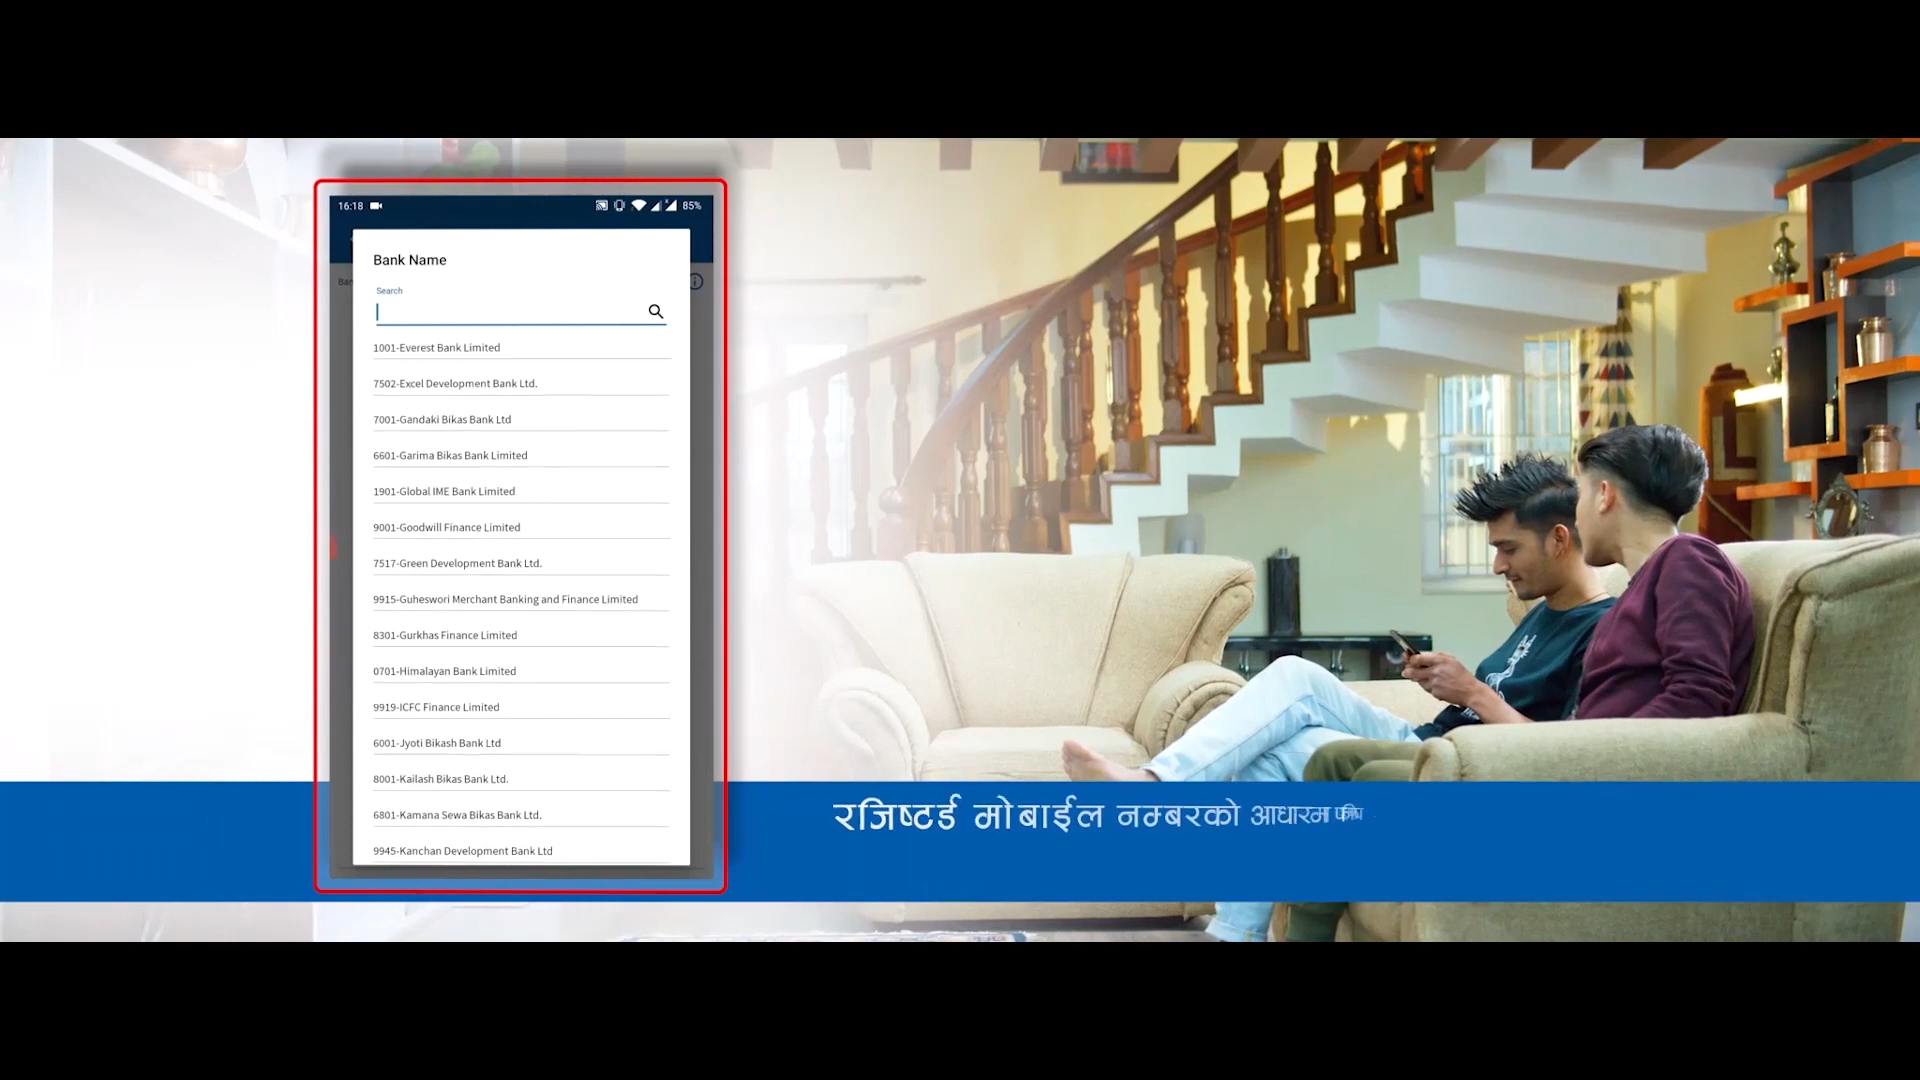 16:18
85%
Bank Name
Search
1001-Everest Bank Limited
7502-Excel Development Bank Ltd.
7001-Gandaki Bikas Bank Ltd
6601-Garima Bikas Bank Limited
1901-Global IME Bank Limited
9001-Goodwill Finance Limited
7517-Green Development Bank Ltd.
9915-Guheswori Merchant Banking and Finance Limited
8301-Gurkhas Finance Limited
0701-Himalayan Bank Limited
9919-ICFC Finance Limited
6001-Jyoti Bikash Bank Ltd
8001-Kailash Bikas Bank Ltd.
6801-Kamana Sewa Bikas Bank Ltd.
9945-Kanchan Development Bank Ltd
रजिष्टर्ड मोबाईल नम्बरको आधारमा